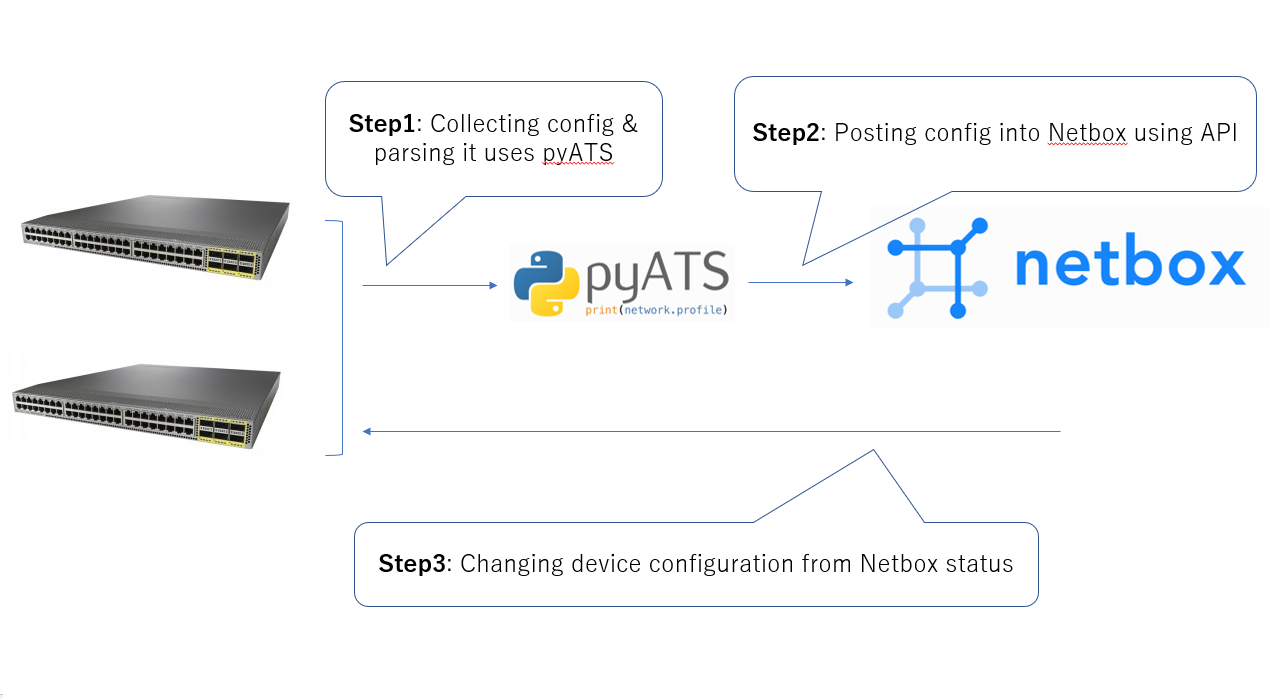 Step1: Collecting config &
parsing it uses pyATS
Step2: Posting config into Netbox using API
pyATS
print(network.profile)
netbox
Step3: Changing device configuration from Netbox status